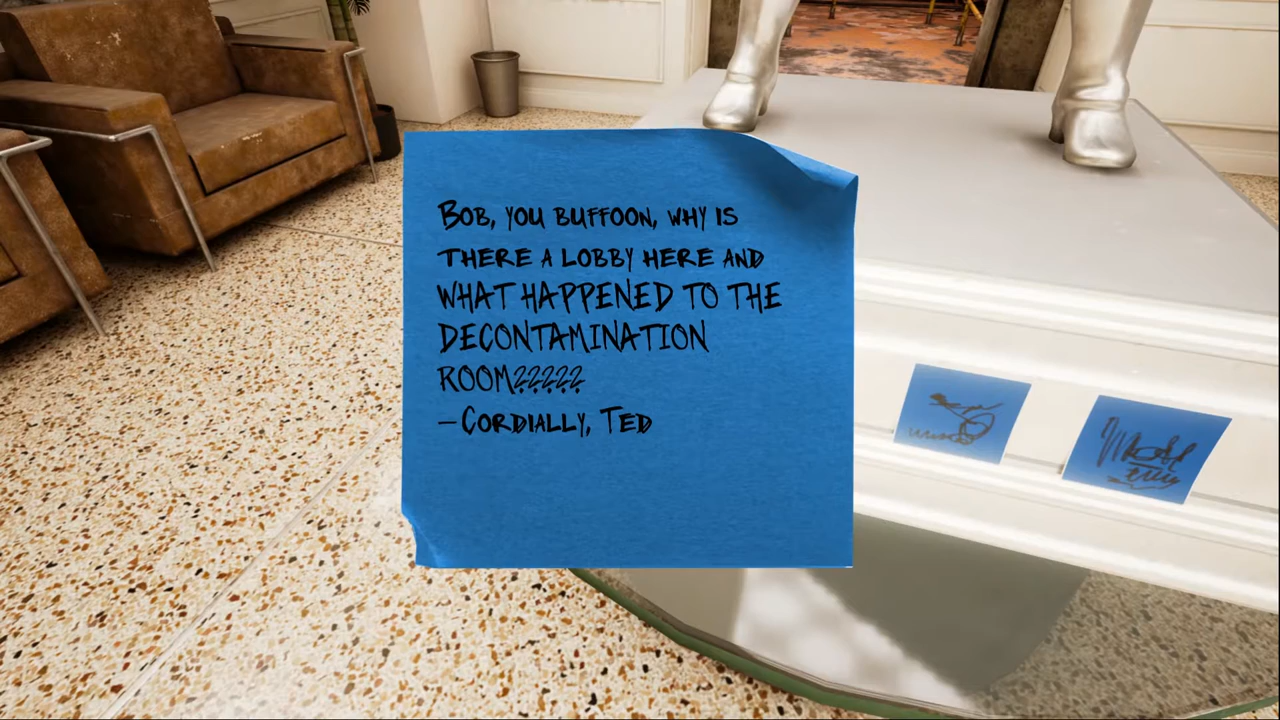 Bob, you buffoon, why is
there a lobby here and
WHAT HAPPENED TO THE
DECONTAMINATION
ROOM?????
–Cordially, Ted